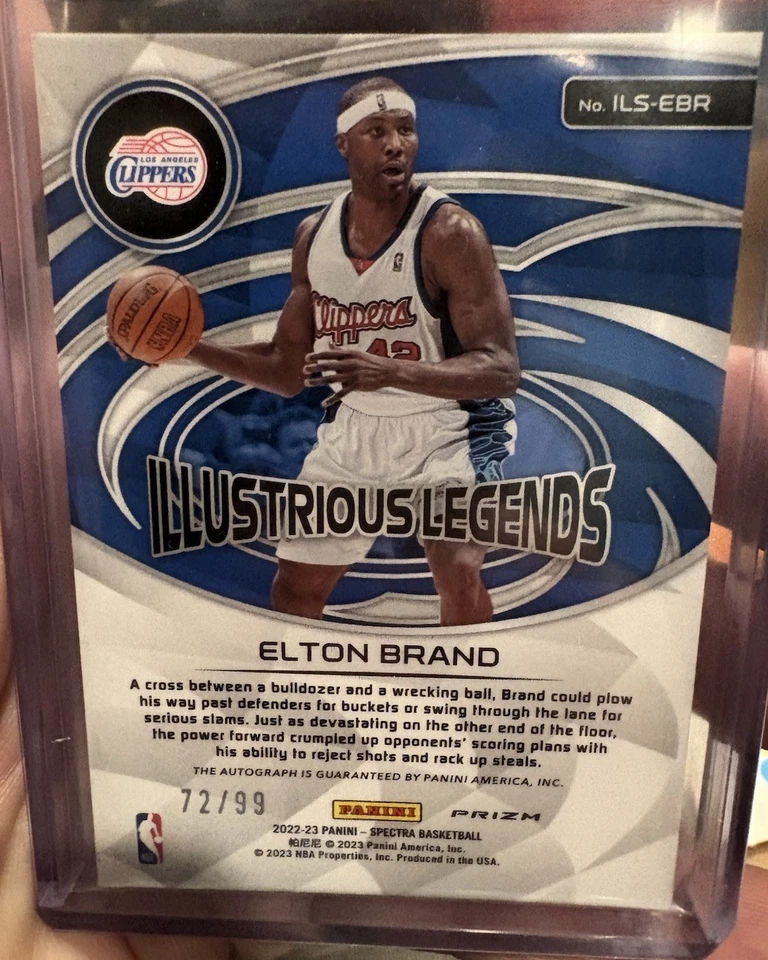 No. ILS-EBR
LOS ANGELES
CLIPPERS
SPALDING
Clippers
42
ILLUSTRIOUS LEGENDS
ELTON BRAND
A cross between a bulldozer and a wrecking ball, Brand could plow
his way past defenders for buckets or swing through the lane for
serious slams. Just as devastating on the other end of the floor,
the power forward crumpled up opponents' scoring plans with
his ability to reject shots and rack up steals.
THE AUTOGRAPH IS GUARANTEED BY PANINI AMERICA, INC.
72/99
PANINI PRIZM
2022-23 PANINI – SPECTRA BASKETBALL
帕尼尼 © 2023 Panini America, Inc.
© 2023 NBA Properties, Inc. Produced in the USA.